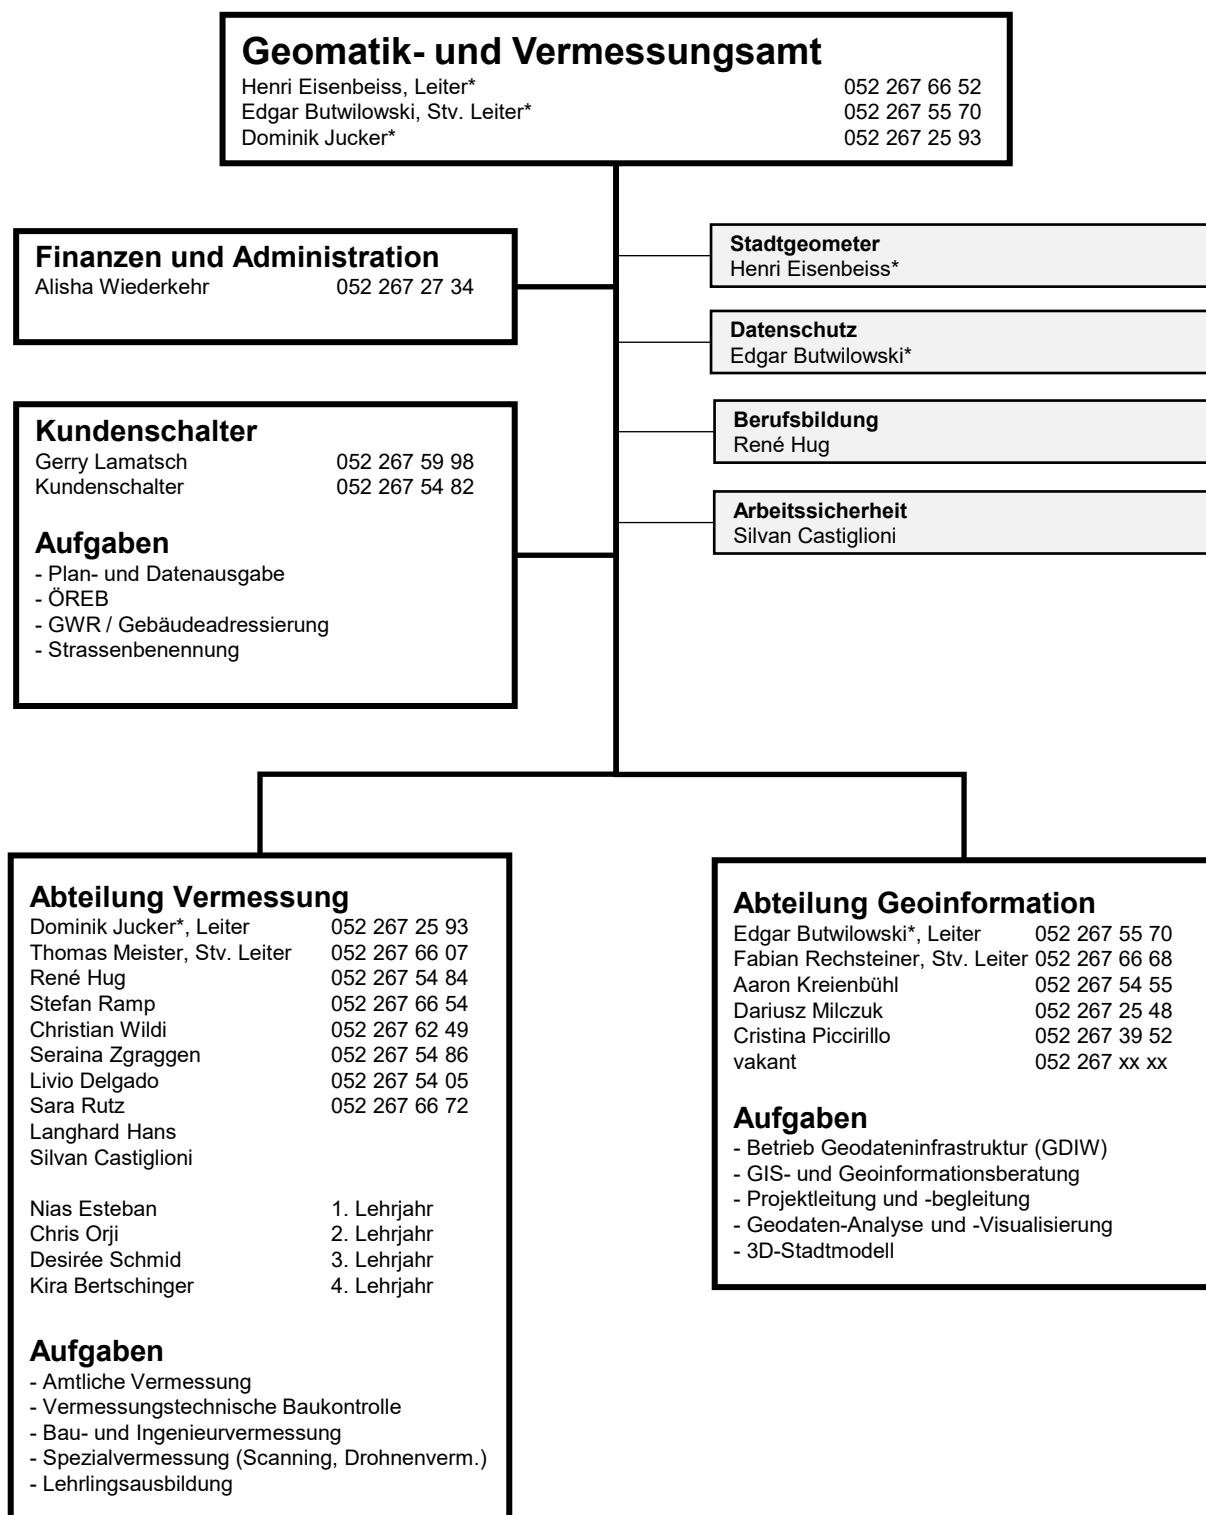 Geomatik- und Vermessungsamt
Henri Eisenbeiss, Leiter* 052 267 66 52
Edgar Butwilowski, Stv. Leiter* 052 267 55 70
Dominik Jucker* 052 267 25 93
Finanzen und Administration
Alisha Wiederkehr 052 267 27 34
Stadtgeometer
Henri Eisenbeiss*
Datenschutz
Edgar Butwilowski*
Berufsbildung
René Hug
Arbeitssicherheit
Silvan Castiglioni
Kundenschalter
Gerry Lamatsch 052 267 59 98
Kundenschalter 052 267 54 82
Aufgaben
- Plan- und Datenausgabe
- ÖREB
- GWR / Gebäudeadressierung
- Strassenbenennung
Abteilung Vermessung
Dominik Jucker*, Leiter 052 267 25 93
Thomas Meister, Stv. Leiter 052 267 66 07
René Hug 052 267 54 84
Stefan Ramp 052 267 66 54
Christian Wildi 052 267 62 49
Seraina Zgraggen 052 267 54 86
Livio Delgado 052 267 54 05
Sara Rutz 052 267 66 72
Langhard Hans
Silvan Castiglioni
Nias Esteban 1. Lehrjahr
Chris Orji 2. Lehrjahr
Desirée Schmid 3. Lehrjahr
Kira Bertschinger 4. Lehrjahr
Aufgaben
- Amtliche Vermessung
- Vermessungstechnische Baukontrolle
- Bau- und Ingenieurvermessung
- Spezialvermessung (Scanning, Drohnenverm.)
- Lehrlingsausbildung
Abteilung Geoinformation
Edgar Butwilowski*, Leiter 052 267 55 70
Fabian Rechsteiner, Stv. Leiter 052 267 66 68
Aaron Kreienbühl 052 267 54 55
Dariusz Milczuk 052 267 25 48
Cristina Piccirillo 052 267 39 52
vakant 052 267 xx xx
Aufgaben
- Betrieb Geodateninfrastruktur (GDIW)
- GIS- und Geoinformationsberatung
- Projektleitung und -begleitung
- Geodaten-Analyse und -Visualisierung
- 3D-Stadtmodell